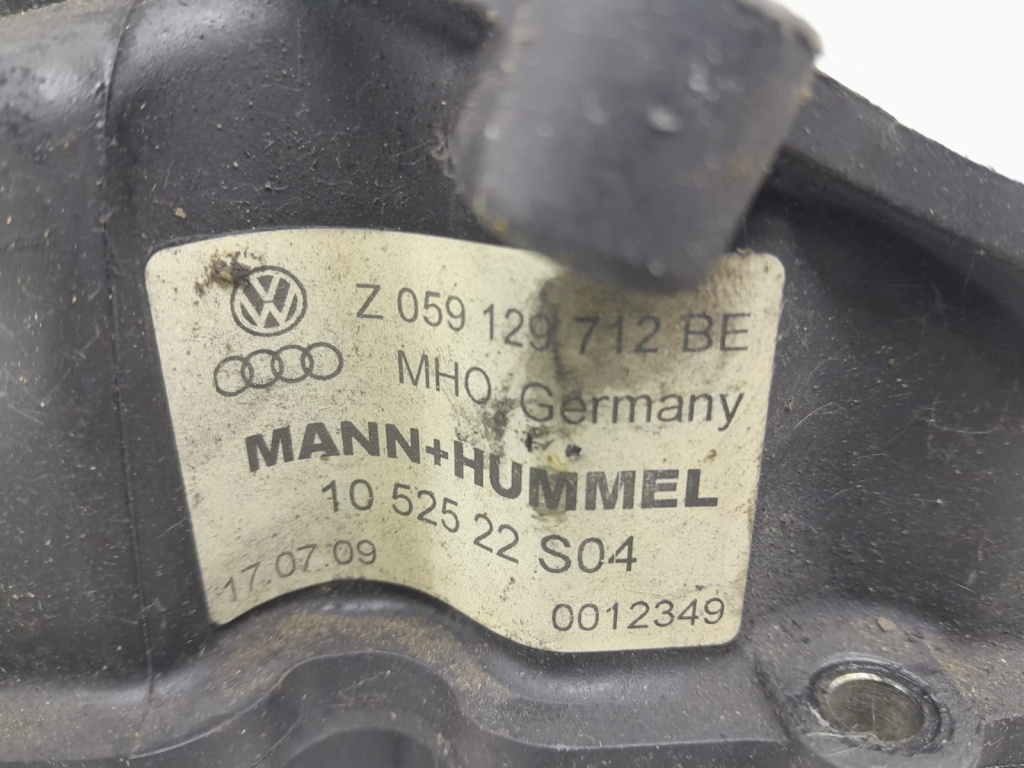 Z 059 129 712 BE
MHO, Germany
MANN+HUMMEL
10 525 22 S04
17.07.09
0012349